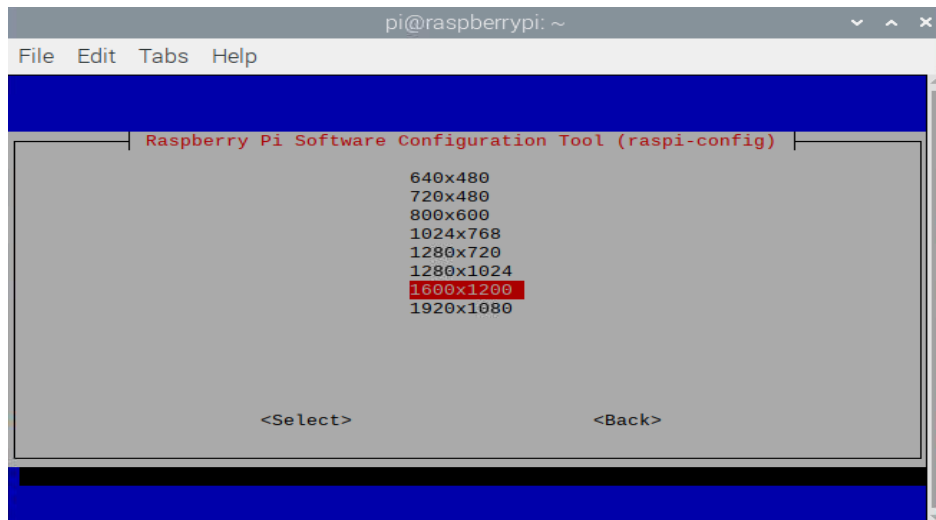 pi@raspberrypi: ~
File Edit Tabs Help
Raspberry Pi Software Configuration Tool (raspi-config)
640x480
720x480
800x600
1024x768
1280x720
1280x1024
1600x1200
1920x1080
<Select> <Back>